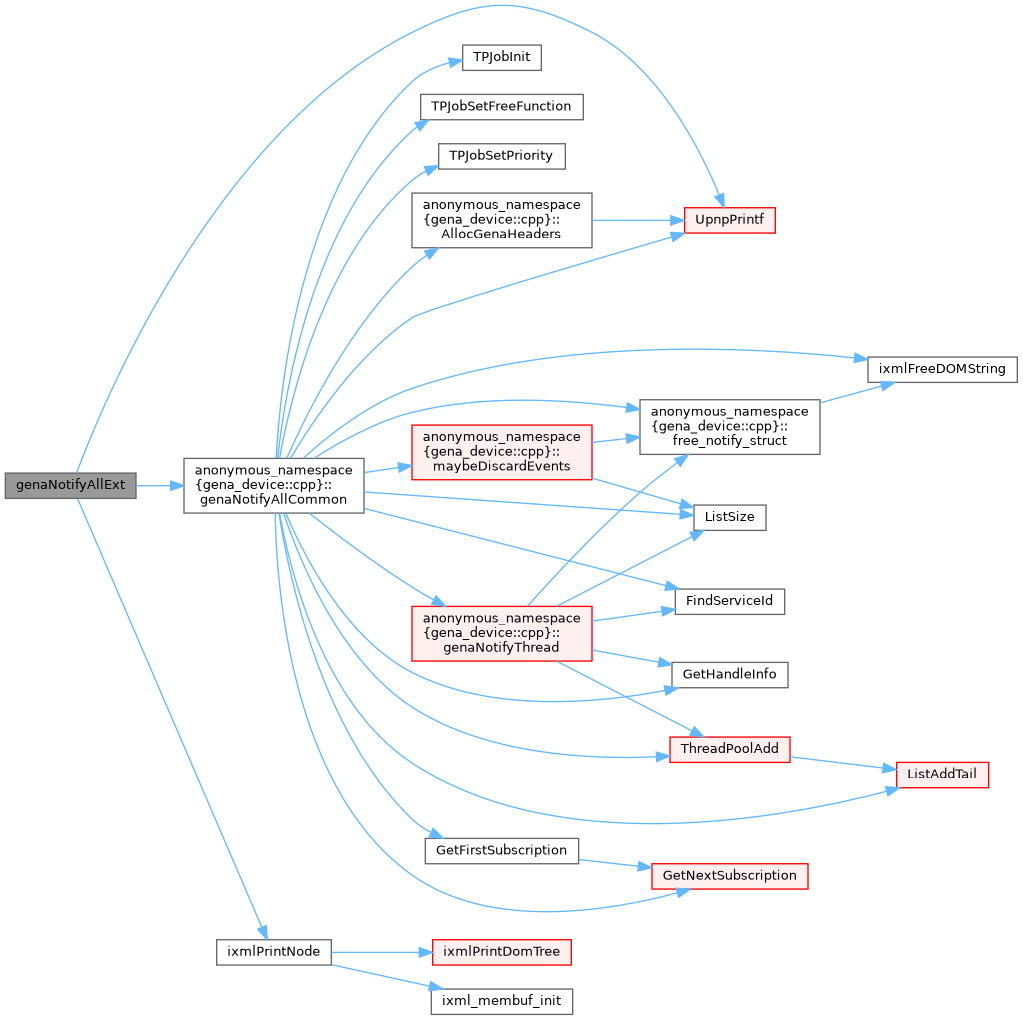 TPJobInit
TPJobSetFreeFunction
TPJobSetPriority
anonymous_namespace
{gena_device::cpp}::
AllocGenaHeaders
UpnpPrintf
ixmlFreeDOMString
anonymous_namespace
{gena_device::cpp}::
free_notify_struct
anonymous_namespace
{gena_device::cpp}::
maybeDiscardEvents
genaNotifyAllExt
anonymous_namespace
{gena_device::cpp}::
genaNotifyAllCommon
ListSize
FindServiceId
anonymous_namespace
{gena_device::cpp}::
genaNotifyThread
GetHandleInfo
ThreadPoolAdd
ListAddTail
GetFirstSubscription
GetNextSubscription
ixmlPrintNode
ixmlPrintDomTree
ixml_membuf_init